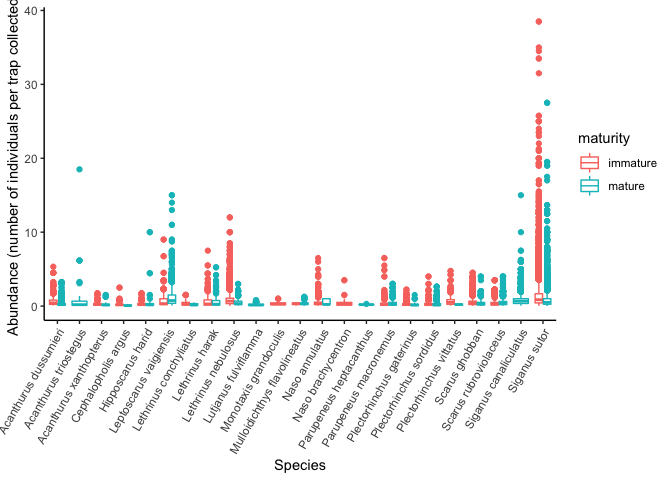 Abundance (number of individuals per trap collected
40
30
20
10
0
Acanthurus dussumieri
Acanthurus triostegus
Acanthurus xanthopterus
Cephalopholis argus
Hipposcarus harid
Leptoscarus vaigiensis
Lethrinus conchyliatus
Lethrinus harak
Lethrinus nebulosus
Lutjanus fulviflamma
Monotaxis grandoculis
Mulloidichthys flavolineatus
Naso annulatus
Naso brachycentron
Parupeneus heptacanthus
Parupeneus macronemus
Plectorhinchus gaterinus
Plectorhinchus sordidus
Plectorhinchus vittatus
Scarus ghobban
Scarus rubroviolaceus
Siganus canaliculatus
Siganus sutor
Species
maturity
immature
mature